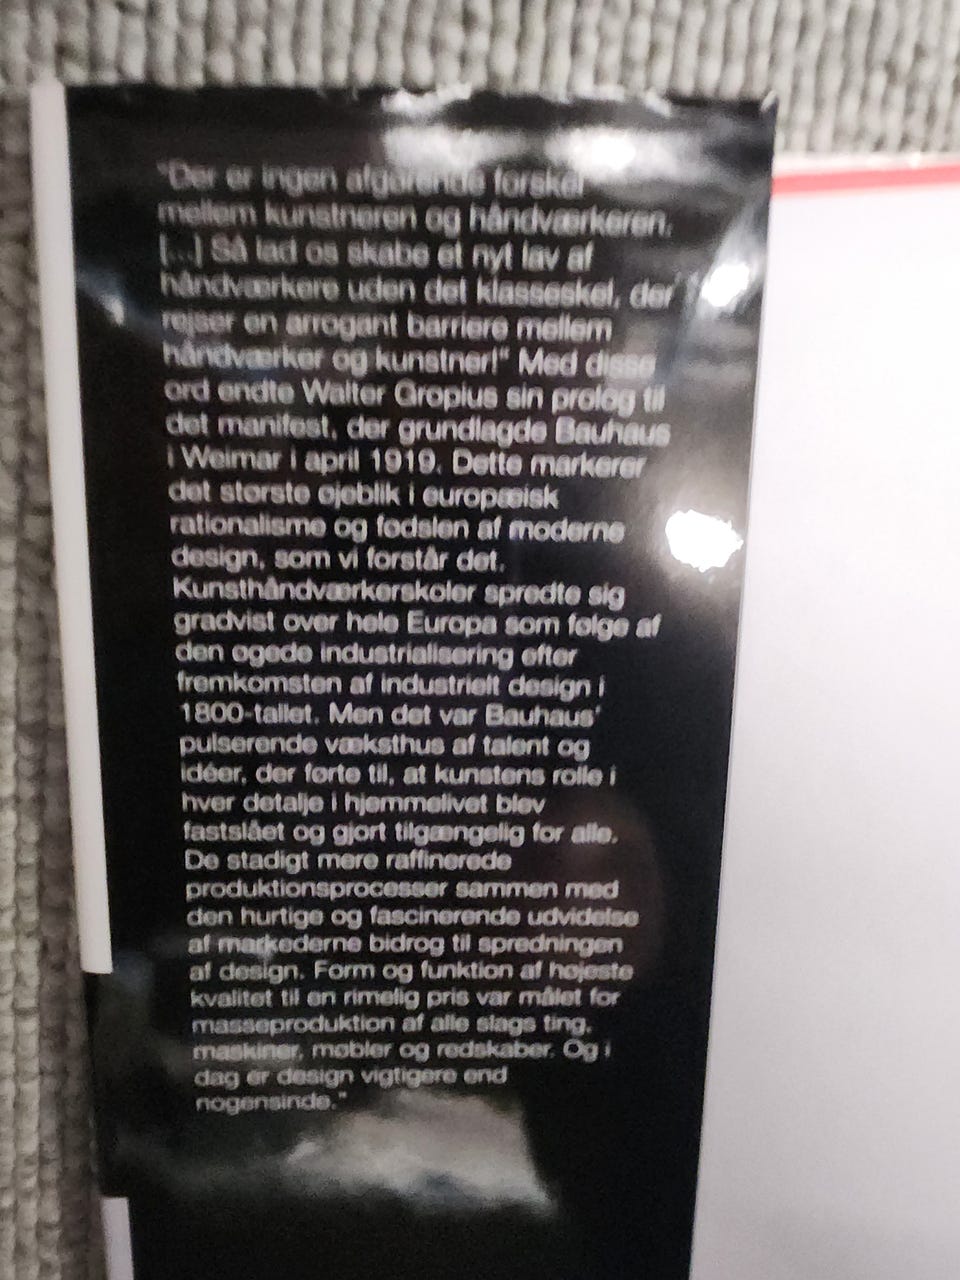 "Der er ingen afgørende forskel
mellem kunstneren og håndværkeren.
[...] Så lad os skabe et nyt lav af
håndværkere uden det klasseskel, der
rejser en arrogant barriere mellem
håndværker og kunstner!" Med disse
ord endte Walter Gropius sin prolog til
det manifest, der grundlagde Bauhaus
i Weimar i april 1919. Dette markerer
det største øjeblik i europæisk
rationalisme og fødslen af moderne
design, som vi forstår det.
Kunsthåndværkerskoler spredte sig
gradvist over hele Europa som følge af
den øgede industrialisering efter
fremkomsten af industrielt design i
1800-tallet. Men det var Bauhaus'
pulserende væksthus af talent og
idéer, der førte til, at kunstens rolle i
hver detalje i hjemmelivet blev
fastslået og gjort tilgængelig for alle.
De stadigt mere raffinerede
produktionsprocesser sammen med
den hurtige og fascinerende udvidelse
af markederne bidrog til spredningen
af design. Form og funktion af højeste
kvalitet til en rimelig pris var målet for
masseproduktion af alle slags ting,
maskiner, møbler og redskaber. Og i
dag er design vigtigere end
nogensinde."